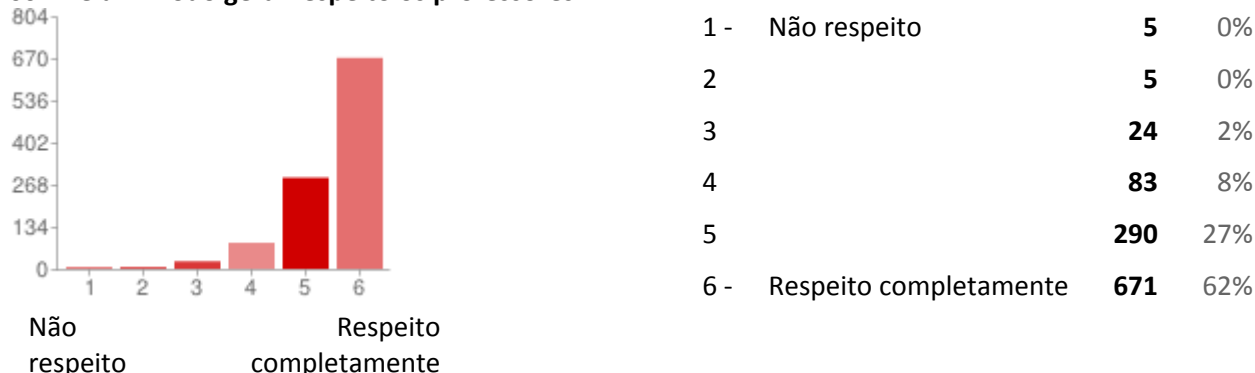 804
670
536
402
268
134
0
1 2 3 4 5 6
Não respeito
Respeito completamente
1 - Não respeito 5 0%
2 5 0%
3 24 2%
4 83 8%
5 290 27%
6 - Respeito completamente 671 62%